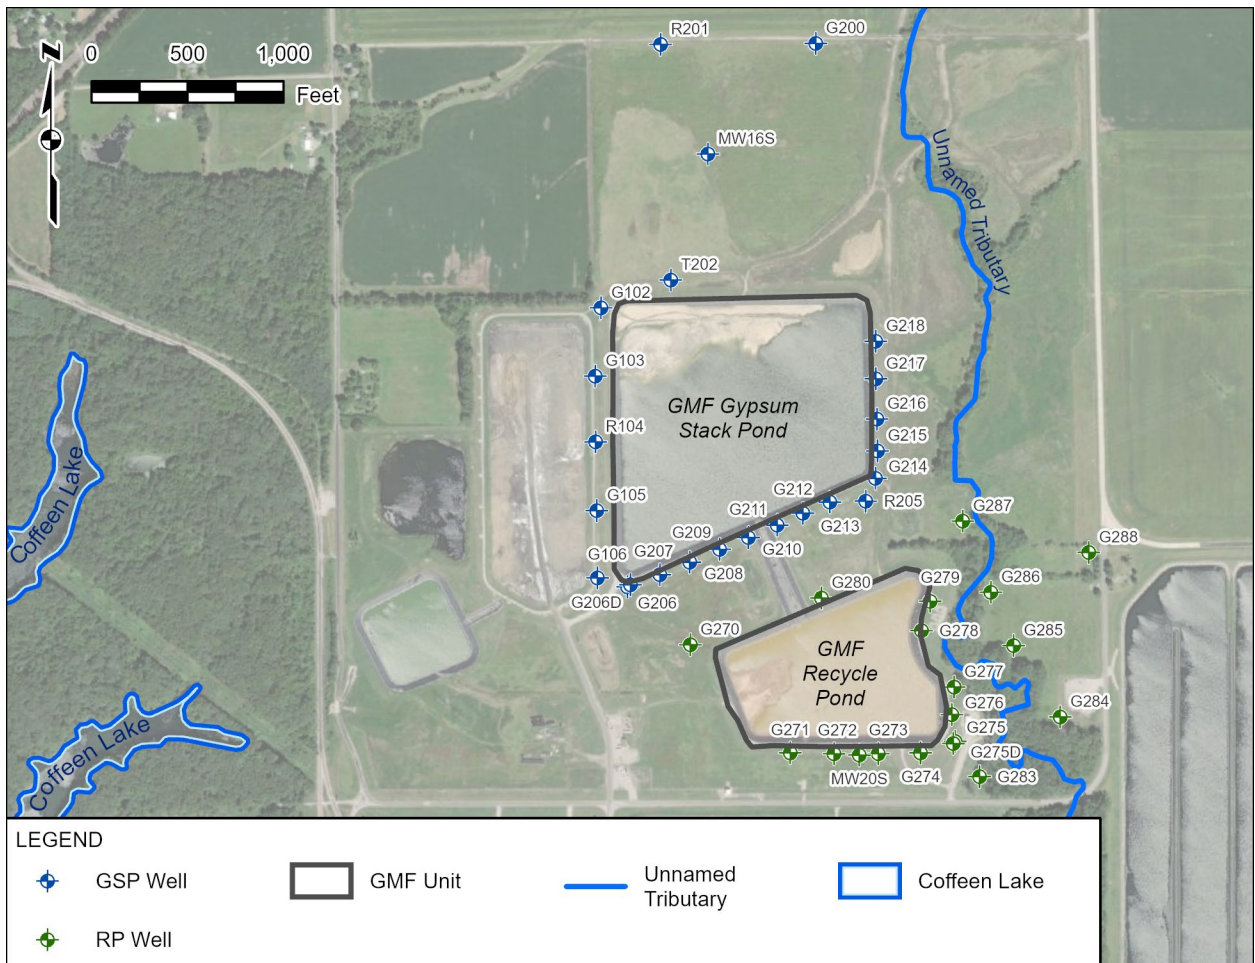 R201
G200
N
0
500
1,000
Feet
MW16S
Unnamed Tributary
T202
G102
G218
G103
G217
GMF Gypsum
Stack Pond
G216
R104
G215
G214
G105
G212
R205
G211
G213
G287
G209
G210
G288
G106
G207
G208
G206D
G206
G280
G279
G286
G270
G278
G285
GMF
Recycle
Pond
G277
G276
G284
G271
G272
G273
G275
G275D
MW20S
G274
G283
Coffeen Lake
Coffeen Lake
LEGEND
GSP Well
GMF Unit
Unnamed
Tributary
Coffeen Lake
RP Well